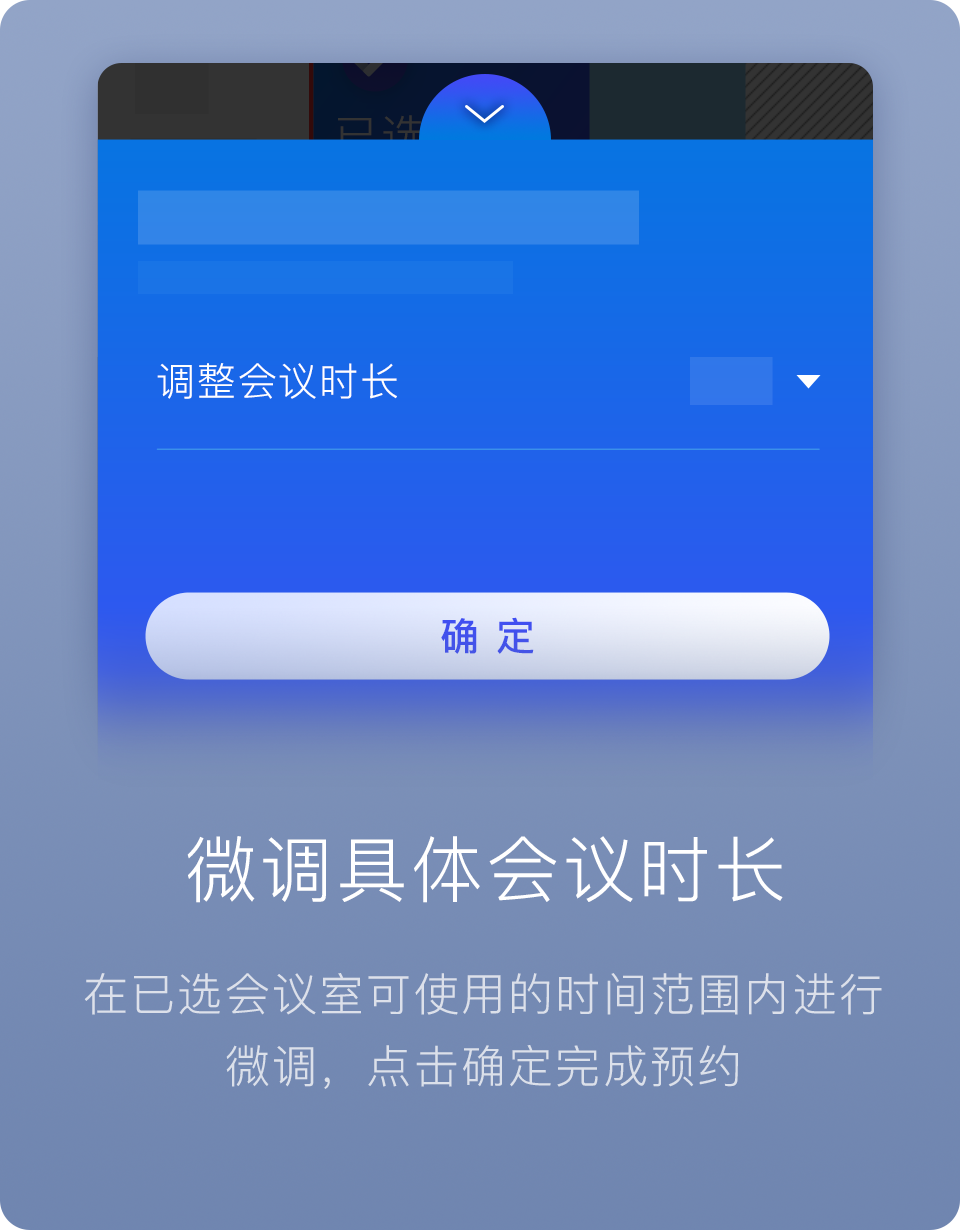 已选
调整会议时长
确 定
微调具体会议时长
在已选会议室可使用的时间范围内进行
微调，点击确定完成预约